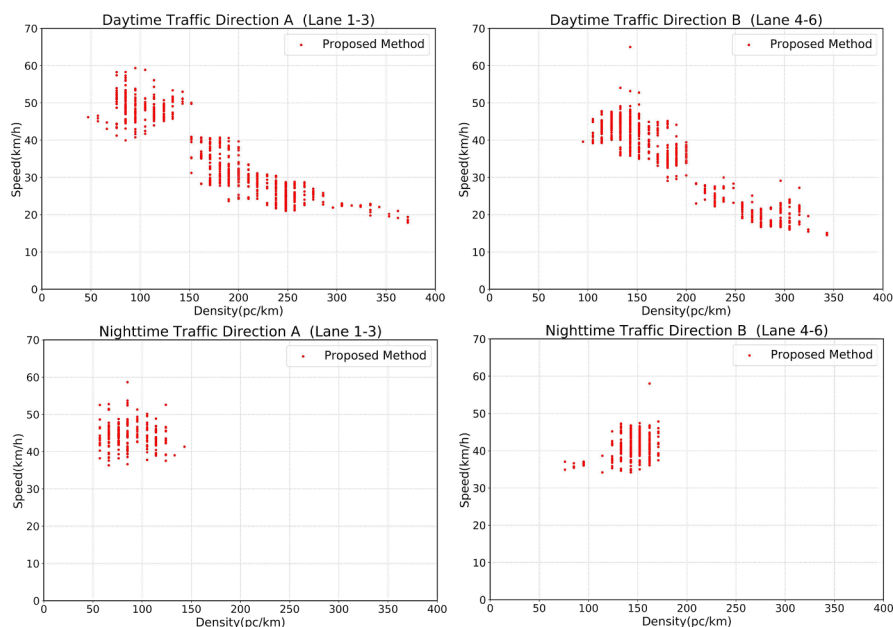 Daytime Traffic Direction A (Lane 1-3)
Proposed Method
Speed(km/h)
70
60
50
40
30
20
10
0
0 50 100 150 200 250 300 350 400
Density(pc/km)
Daytime Traffic Direction B (Lane 4-6)
Proposed Method
Speed(km/h)
70
60
50
40
30
20
10
0
0 50 100 150 200 250 300 350 400
Density(pc/km)
Nighttime Traffic Direction A (Lane 1-3)
Proposed Method
Speed(km/h)
70
60
50
40
30
20
10
0
0 50 100 150 200 250 300 350 400
Density(pc/km)
Nighttime Traffic Direction B (Lane 4-6)
Proposed Method
Speed(km/h)
70
60
50
40
30
20
10
0
0 50 100 150 200 250 300 350 400
Density(pc/km)